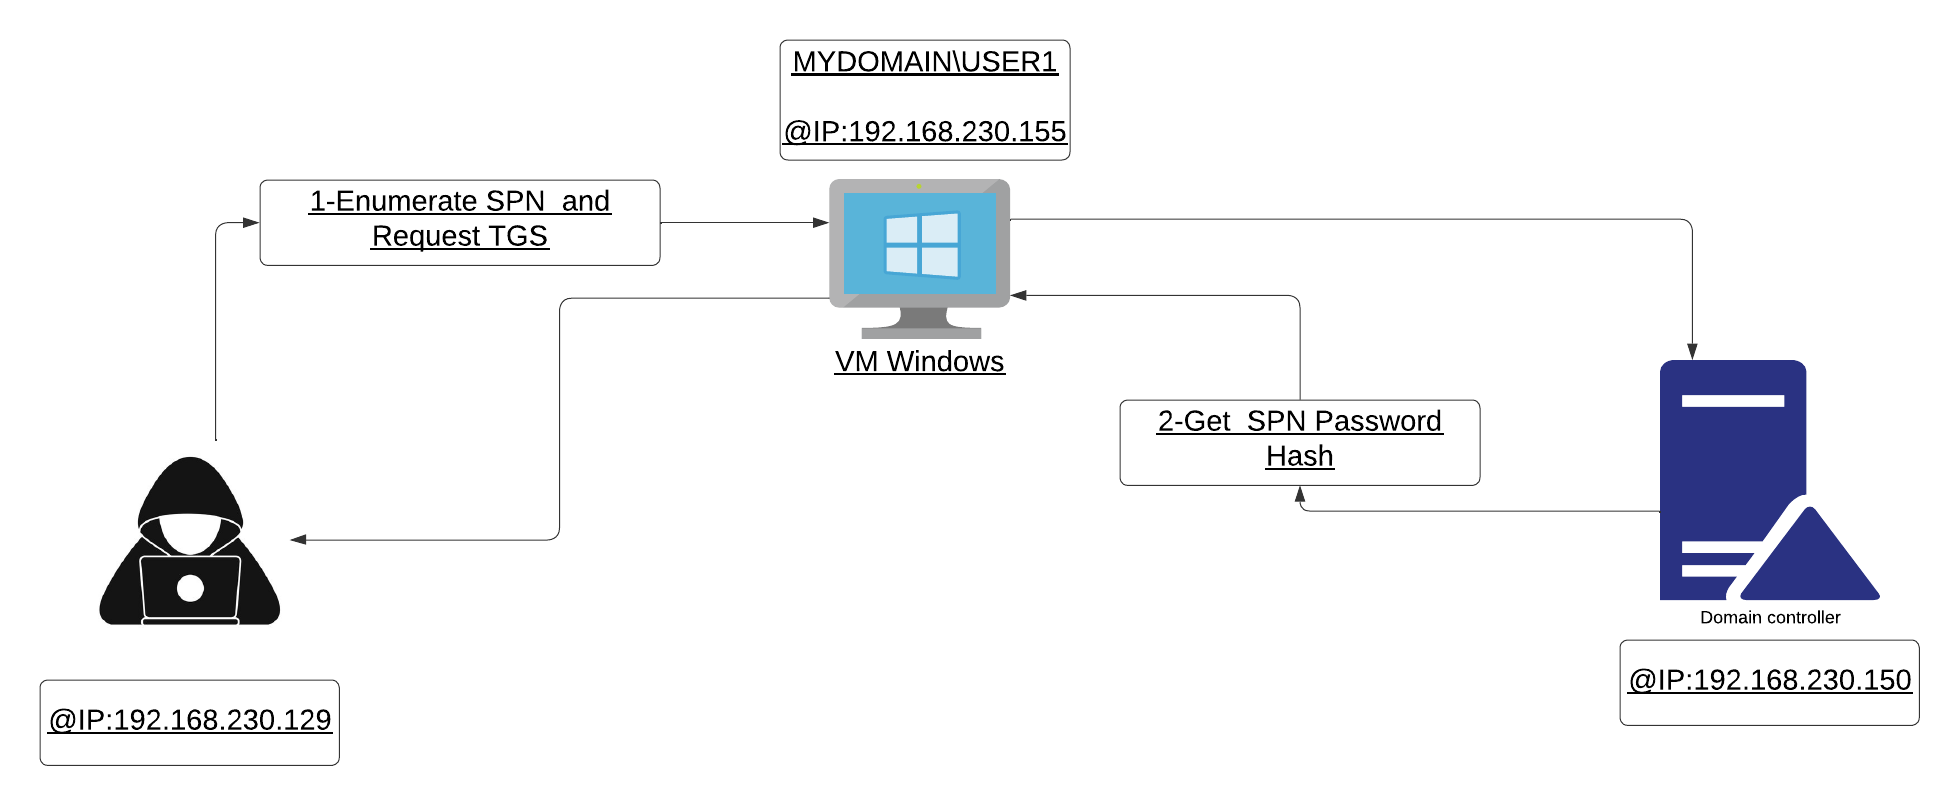 MYDOMAIN\USER1
@IP:192.168.230.155
1-Enumerate SPN  and
Request TGS
VM Windows
2-Get  SPN Password
Hash
Domain controller
@IP:192.168.230.150
@IP:192.168.230.129